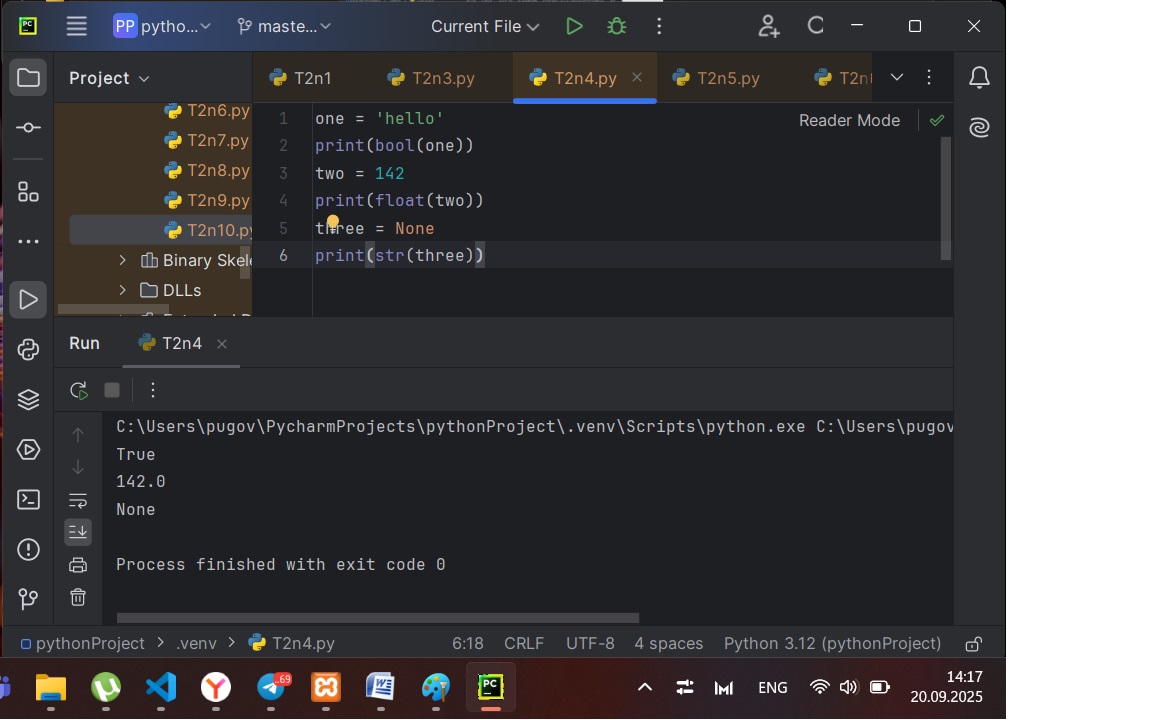 PP pytho... maste... Current File
Project
T2n1 T2n3.py T2n4.py T2n5.py T2n
T2n6.py
T2n7.py
T2n8.py
T2n9.py
T2n10.py
Binary Skele
DLLs
1 one = 'hello'
2 print(bool(one))
3 two = 142
4 print(float(two))
5 three = None
6 print(str(three))
Reader Mode
Run T2n4
C:\Users\pugov\PycharmProjects\pythonProject\.venv\Scripts\python.exe C:\Users\pugov
True
142.0
None
Process finished with exit code 0
pythonProject > .venv > T2n4.py 6:18 CRLF UTF-8 4 spaces Python 3.12 (pythonProject)
69
PC
ENG
14:17
20.09.2025